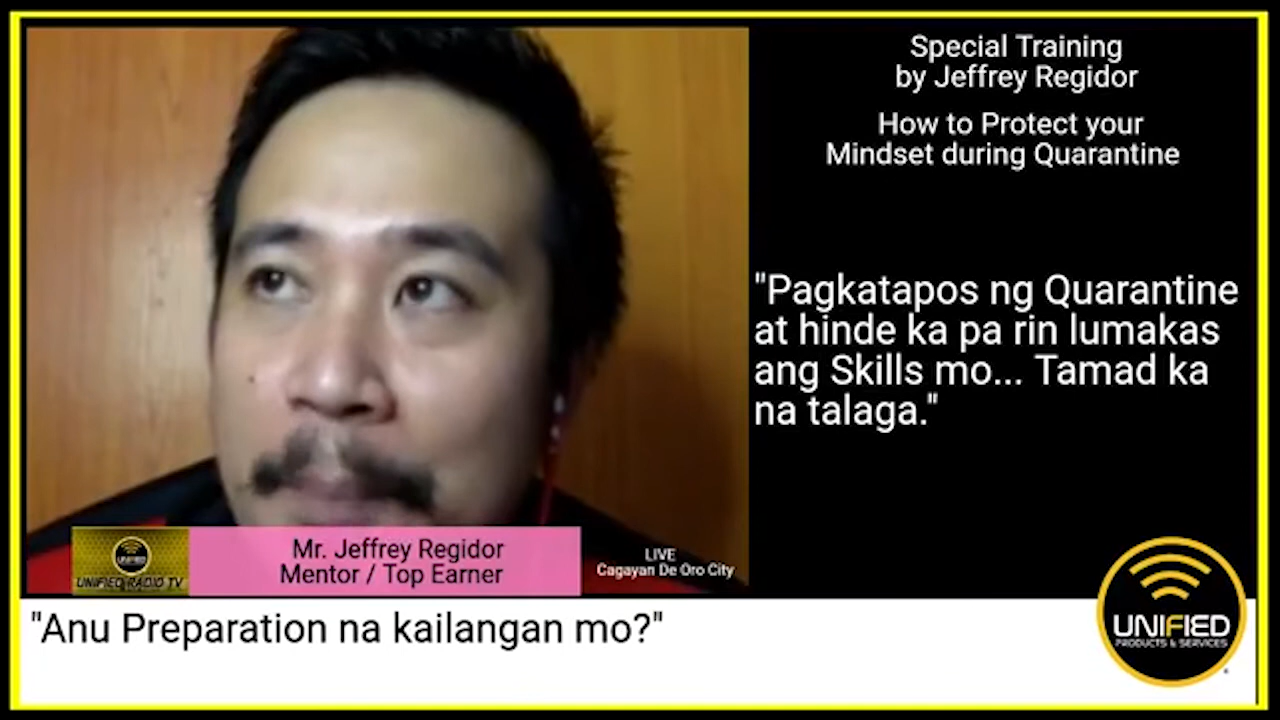 Special Training
by Jeffrey Regidor
How to Protect your
Mindset during Quarantine
"Pagkatapos ng Quarantine
at hinde ka pa rin lumakas
ang Skills mo... Tamad ka
na talaga."
UNIFIED
UNIFIED RADIO TV
Mr. Jeffrey Regidor
Mentor / Top Earner
LIVE
Cagayan De Oro City
"Anu Preparation na kailangan mo?"
UNIFIED
PRODUCTS & SERVICES